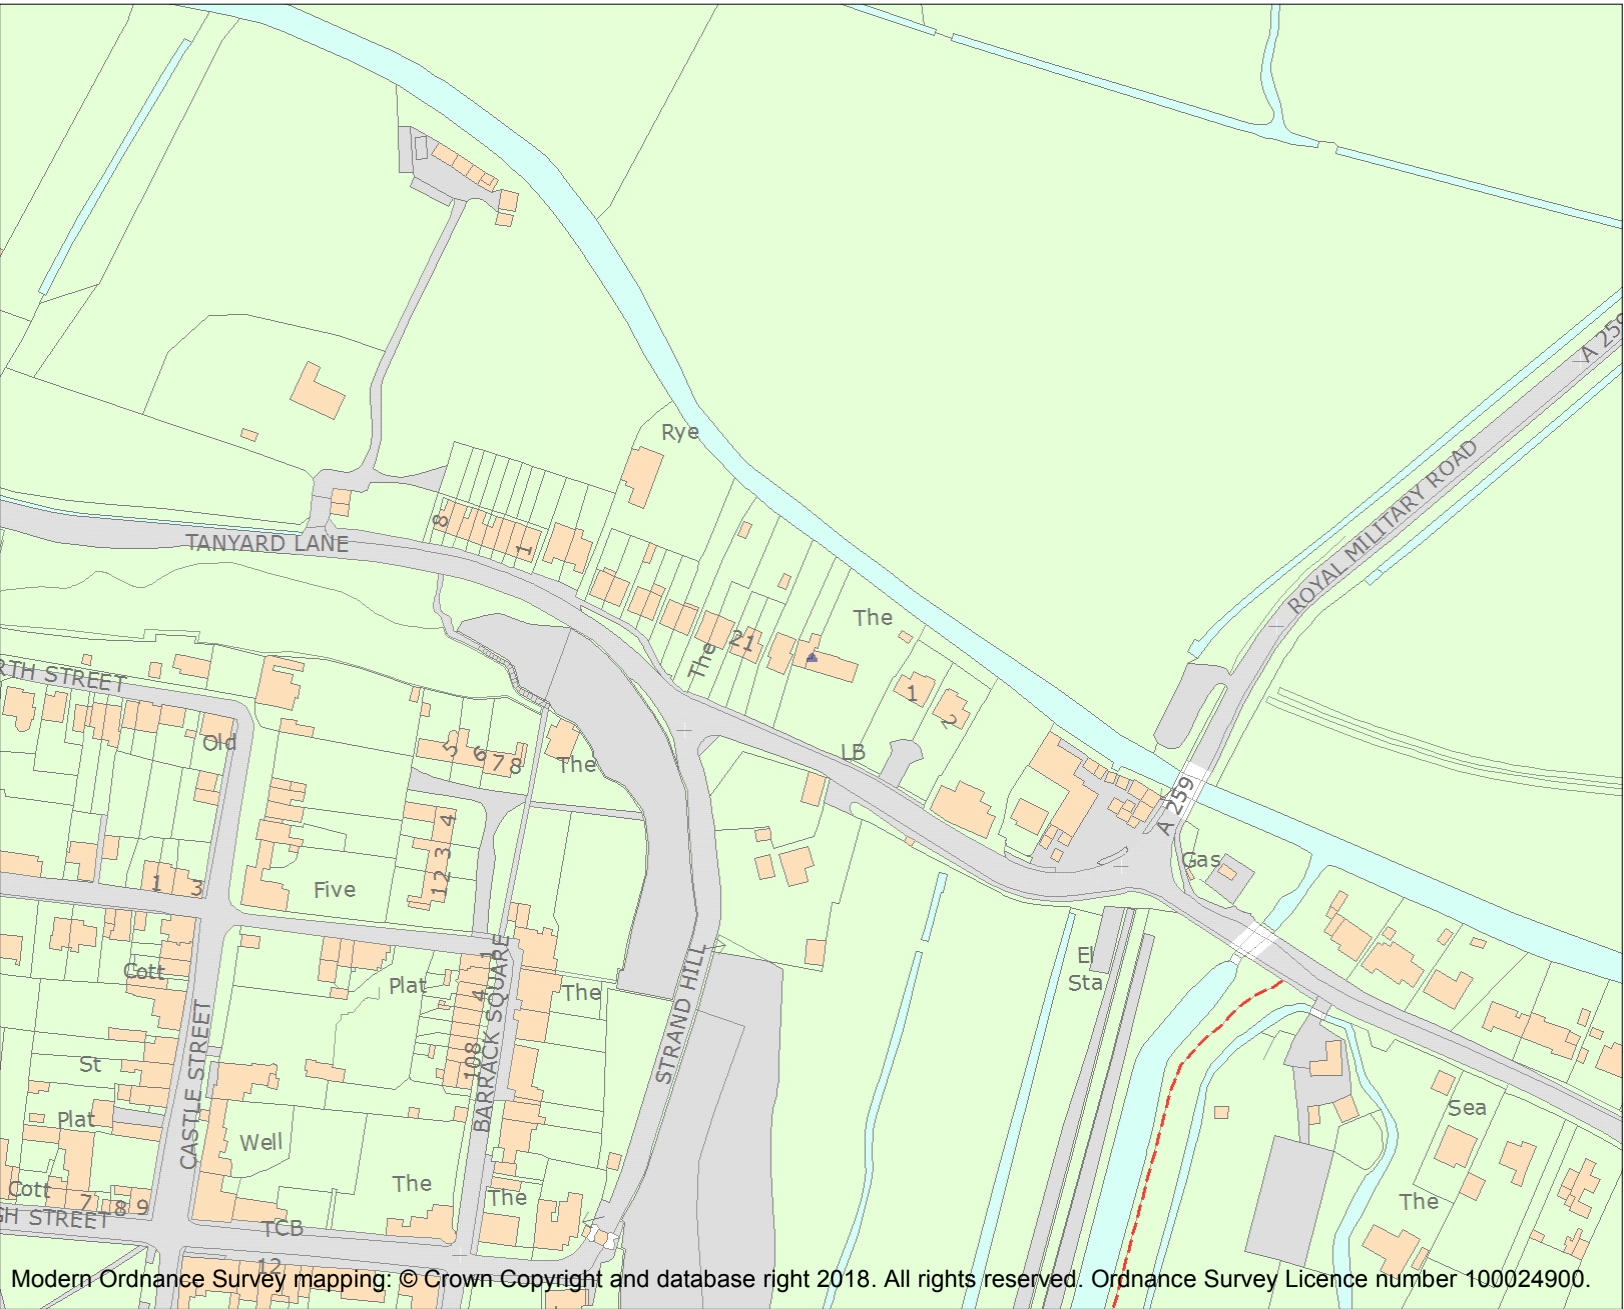 A 259
ROYAL MILITARY ROAD
Rye
8
1
TANYARD LANE
The
21
The
1
2
RTH STREET
Old
5
6
7
8
The
LB
A 259
4
3
2
1
1
3
Five
Gas
El
Sta
Cott
Plat
1
4
108
BARRACK SQUARE
The
STRAND HILL
CASTLE STREET
St
Plat
Well
Sea
The
The
The
Cott
7
8
9
GH STREET
TCB
12
Modern Ordnance Survey mapping: © Crown Copyright and database right 2018. All rights reserved. Ordnance Survey Licence number 100024900.